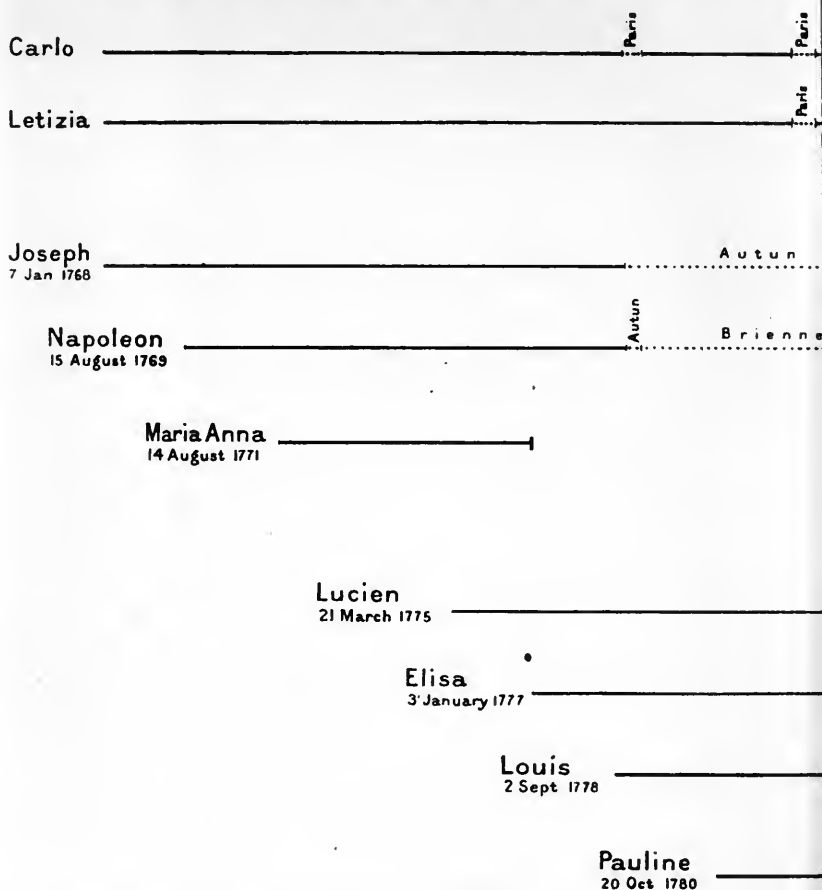 Carlo
Paris
Paris
Letizia
Paris
Joseph
7 Jan 1768
Autun
Napoleon
15 August 1769
Autun
Brienne
Maria Anna
14 August 1771
Lucien
21 March 1775
Elisa
3 January 1777
Louis
2 Sept 1778
Pauline
20 Oct 1780